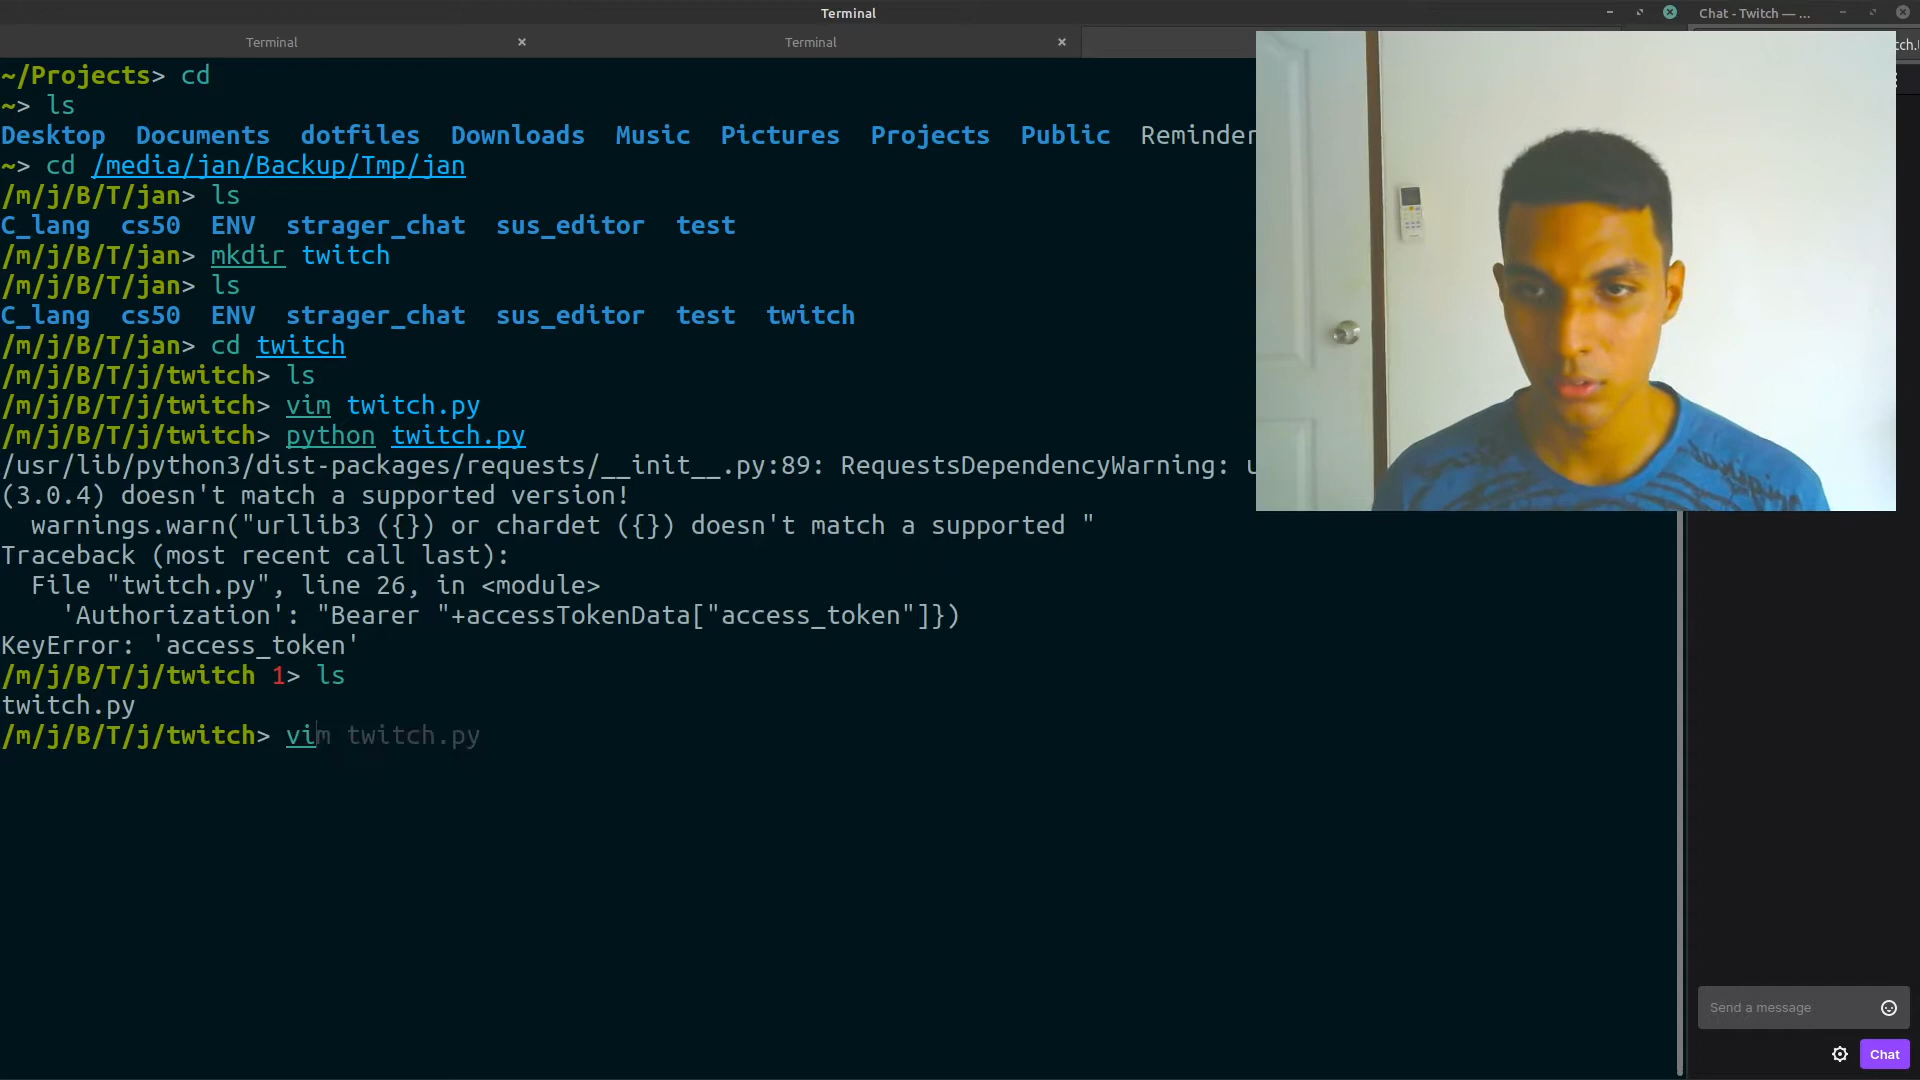 Terminal
Chat - Twitch — ...
Terminal
Terminal
tch.
~/Projects> cd
~> ls
Desktop Documents dotfiles Downloads Music Pictures Projects Public Reminder
~> cd /media/jan/Backup/Tmp/jan
/m/j/B/T/jan> ls
C_lang cs50 ENV strager_chat sus_editor test
/m/j/B/T/jan> mkdir twitch
/m/j/B/T/jan> ls
C_lang cs50 ENV strager_chat sus_editor test twitch
/m/j/B/T/jan> cd twitch
/m/j/B/T/j/twitch> ls
/m/j/B/T/j/twitch> vim twitch.py
/m/j/B/T/j/twitch> python twitch.py
/usr/lib/python3/dist-packages/requests/__init__.py:89: RequestsDependencyWarning: u
(3.0.4) doesn't match a supported version!
warnings.warn("urllib3 ({}) or chardet ({}) doesn't match a supported "
Traceback (most recent call last):
File "twitch.py", line 26, in <module>
'Authorization': "Bearer "+accessTokenData["access_token"]})
KeyError: 'access_token'
/m/j/B/T/j/twitch 1> ls
twitch.py
/m/j/B/T/j/twitch> vim twitch.py
Send a message
Chat